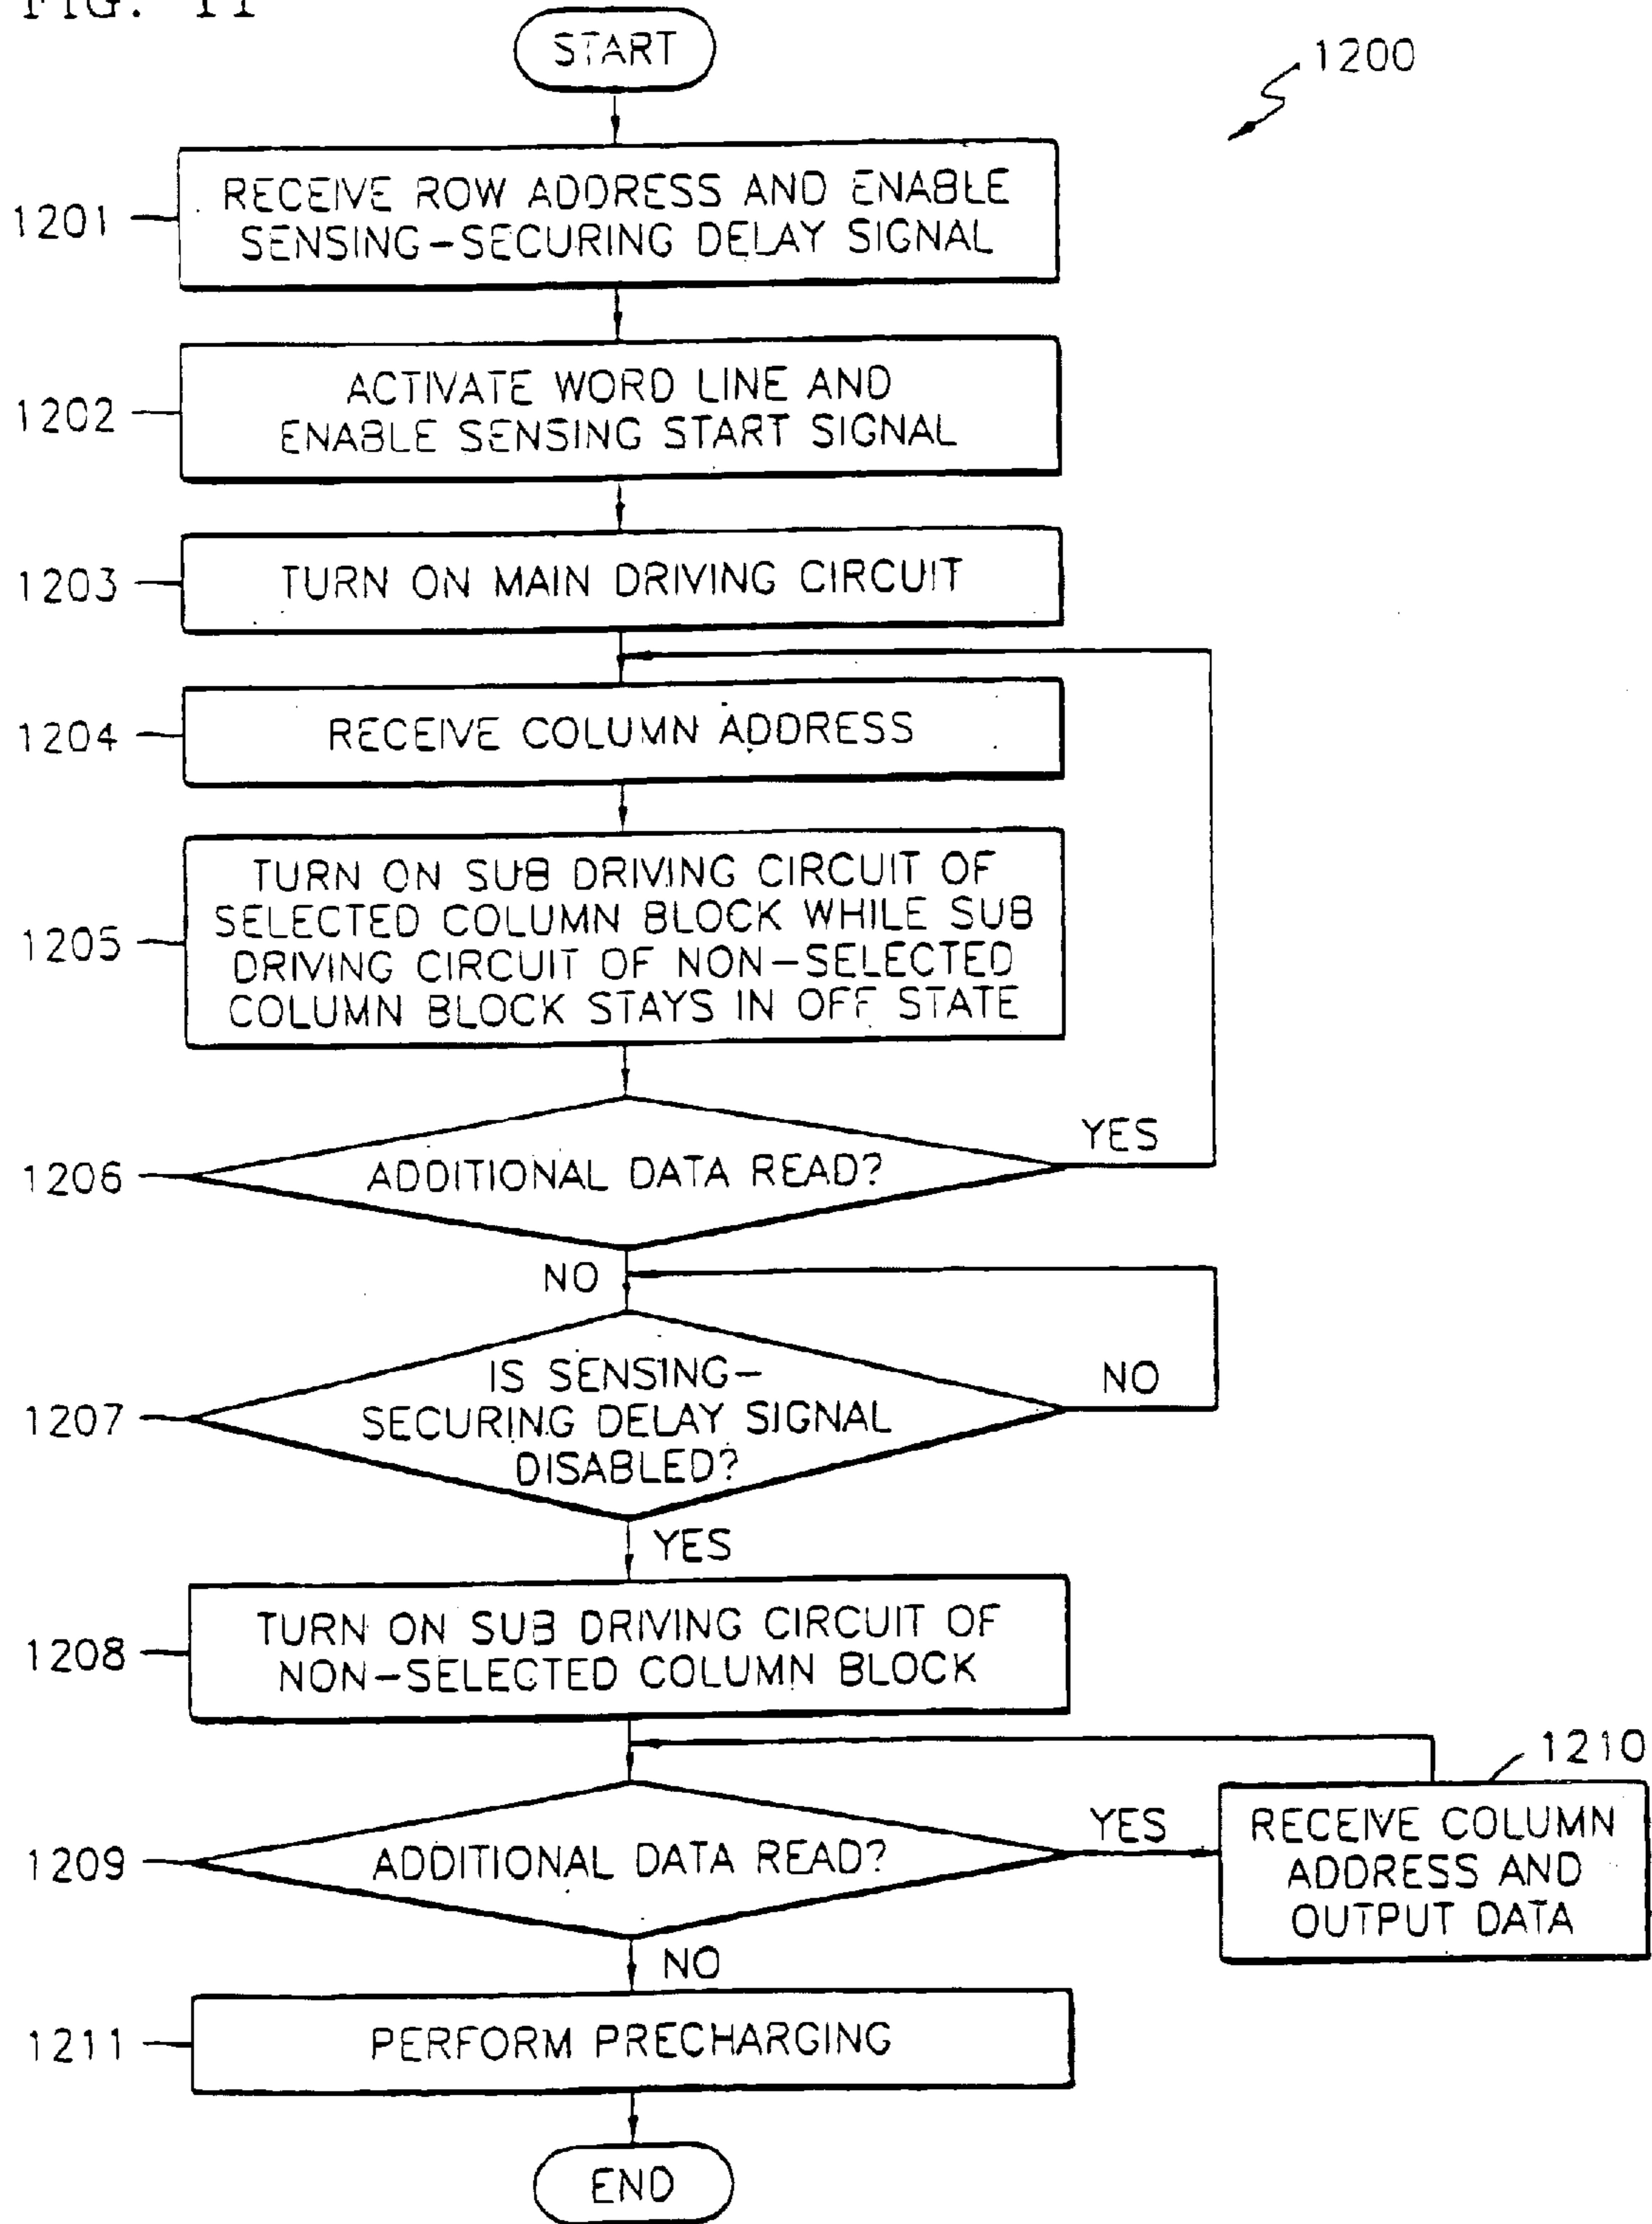 FIG. 11
START
1200
1201
RECEIVE ROW ADDRESS AND ENABLE
SENSING-SECURING DELAY SIGNAL
1202
ACTIVATE WORD LINE AND
ENABLE SENSING START SIGNAL
1203
TURN ON MAIN DRIVING CIRCUIT
1204
RECEIVE COLUMN ADDRESS
1205
TURN ON SUB DRIVING CIRCUIT OF
SELECTED COLUMN BLOCK WHILE SUB
DRIVING CIRCUIT OF NON-SELECTED
COLUMN BLOCK STAYS IN OFF STATE
1206
ADDITIONAL DATA READ?
YES
NO
1207
IS SENSING-
SECURING DELAY SIGNAL
DISABLED?
NO
YES
1208
TURN ON SUB DRIVING CIRCUIT OF
NON-SELECTED COLUMN BLOCK
1209
ADDITIONAL DATA READ?
YES
1210
RECEIVE COLUMN
ADDRESS AND
OUTPUT DATA
NO
1211
PERFORM PRECHARGING
END